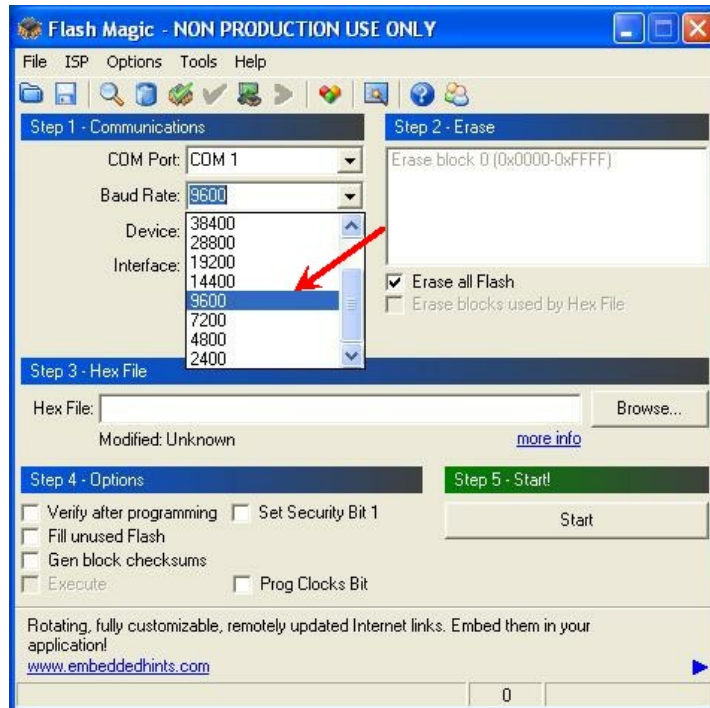 Flash Magic - NON PRODUCTION USE ONLY
File ISP Options Tools Help
Step 1 - Communications
COM Port: COM 1
Baud Rate: 9600
Device:
Interface:
38400
28800
19200
14400
9600
7200
4800
2400
Step 2 - Erase
Erase block 0 (0x0000-0xFFFF)
Erase all Flash
Erase blocks used by Hex File
Step 3 - Hex File
Hex File:
Browse...
Modified: Unknown
more info
Step 4 - Options
Verify after programming
Set Security Bit 1
Fill unused Flash
Gen block checksums
Execute
Prog Clocks Bit
Step 5 - Start!
Start
Rotating, fully customizable, remotely updated Internet links. Embed them in your
application!
www.embeddedhints.com
0